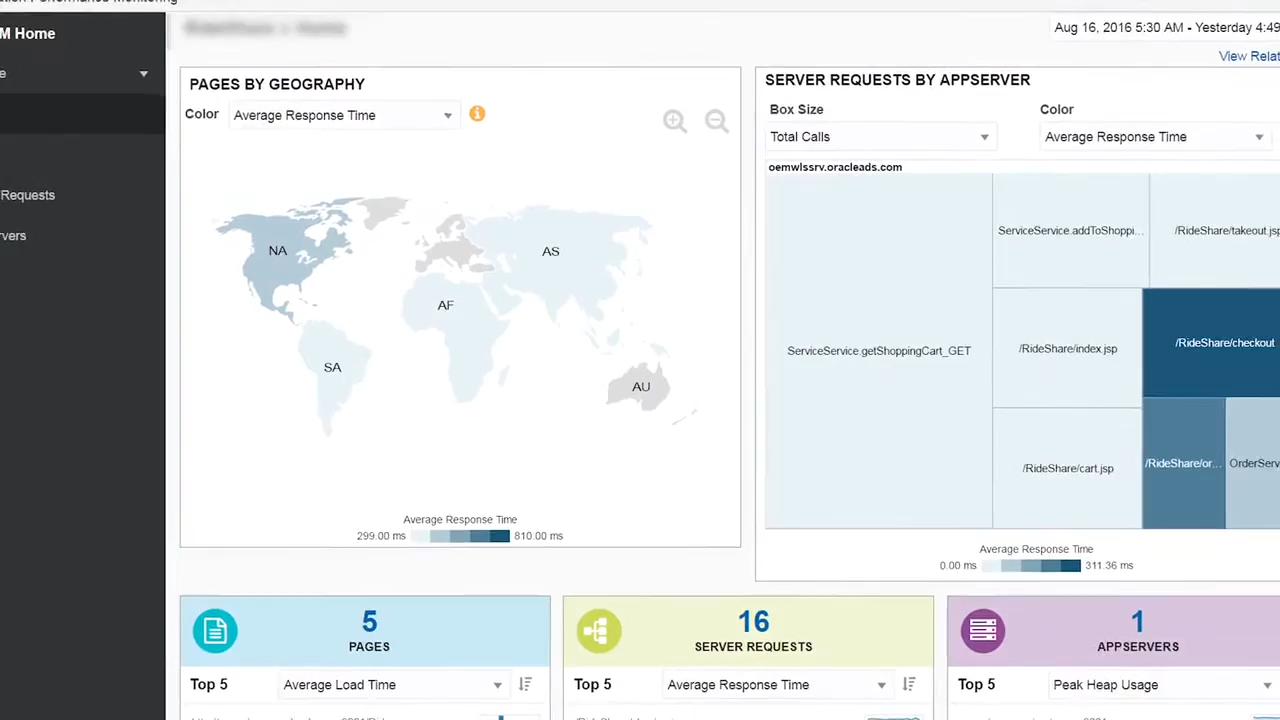 M Home
Aug 16, 2016 5:30 AM - Yesterday 4:49
e
View Relat
Requests
rvers
PAGES BY GEOGRAPHY
Color
Average Response Time
NA
AS
AF
SA
AU
Average Response Time
299.00 ms
810.00 ms
SERVER REQUESTS BY APPSERVER
Box Size
Color
Total Calls
Average Response Time
oemwlssrv.oracleads.com
ServiceService.getShoppingCart_GET
ServiceService.addToShoppi...
/RideShare/takeout.jsp
/RideShare/index.jsp
/RideShare/checkout
/RideShare/cart.jsp
/RideShare/or...
OrderServ
Average Response Time
0.00 ms
311.36 ms
5
PAGES
Top 5
Average Load Time
16
SERVER REQUESTS
Top 5
Average Response Time
1
APPSERVERS
Top 5
Peak Heap Usage